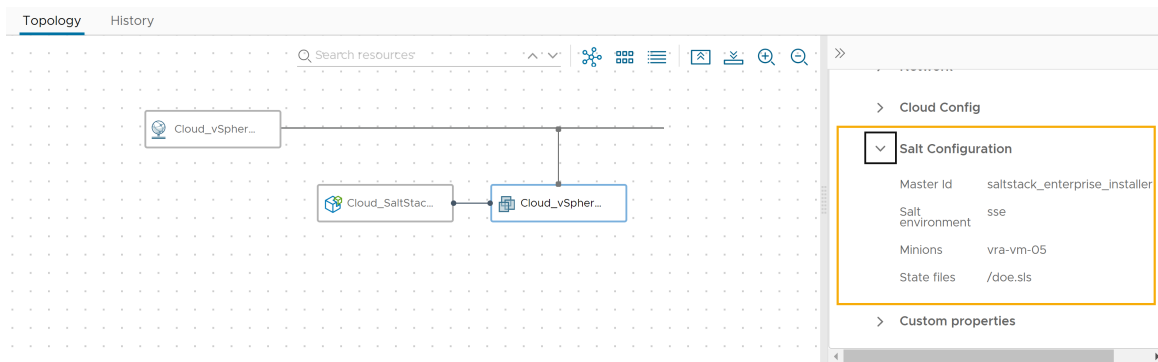 Topology History
Search resources
Cloud_vSpher...
Cloud_SaltStac...
Cloud_vSpher...
Network
Cloud Config
Salt Configuration
Master Id saltstack_enterprise_installer
Salt environment sse
Minions vra-vm-05
State files /doe.sls
Custom properties